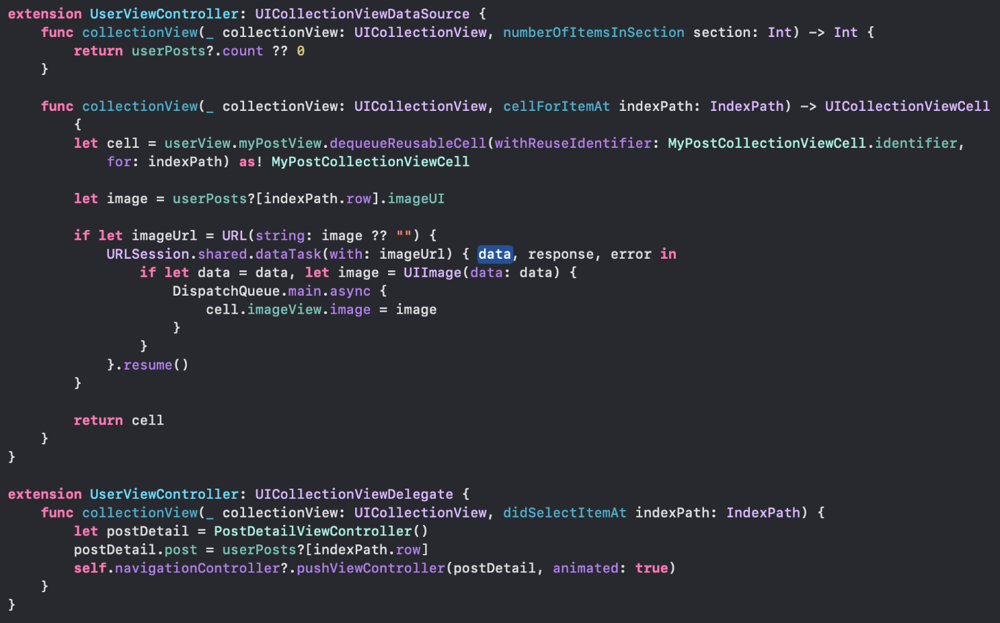 extension UserViewController: UICollectionViewDataSource {
    func collectionView(_ collectionView: UICollectionView, numberOfItemsInSection section: Int) -> Int {
        return userPosts?.count ?? 0
    }

    func collectionView(_ collectionView: UICollectionView, cellForItemAt indexPath: IndexPath) -> UICollectionViewCell
        {
        let cell = userView.myPostView.dequeueReusableCell(withReuseIdentifier: MyPostCollectionViewCell.identifier,
            for: indexPath) as! MyPostCollectionViewCell

        let image = userPosts?[indexPath.row].imageUI

        if let imageUrl = URL(string: image ?? "") {
            URLSession.shared.dataTask(with: imageUrl) { data, response, error in
                if let data = data, let image = UIImage(data: data) {
                    DispatchQueue.main.async {
                        cell.imageView.image = image
                    }
                }
            }.resume()
        }

        return cell
    }
}

extension UserViewController: UICollectionViewDelegate {
    func collectionView(_ collectionView: UICollectionView, didSelectItemAt indexPath: IndexPath) {
        let postDetail = PostDetailViewController()
        postDetail.post = userPosts?[indexPath.row]
        self.navigationController?.pushViewController(postDetail, animated: true)
    }
}